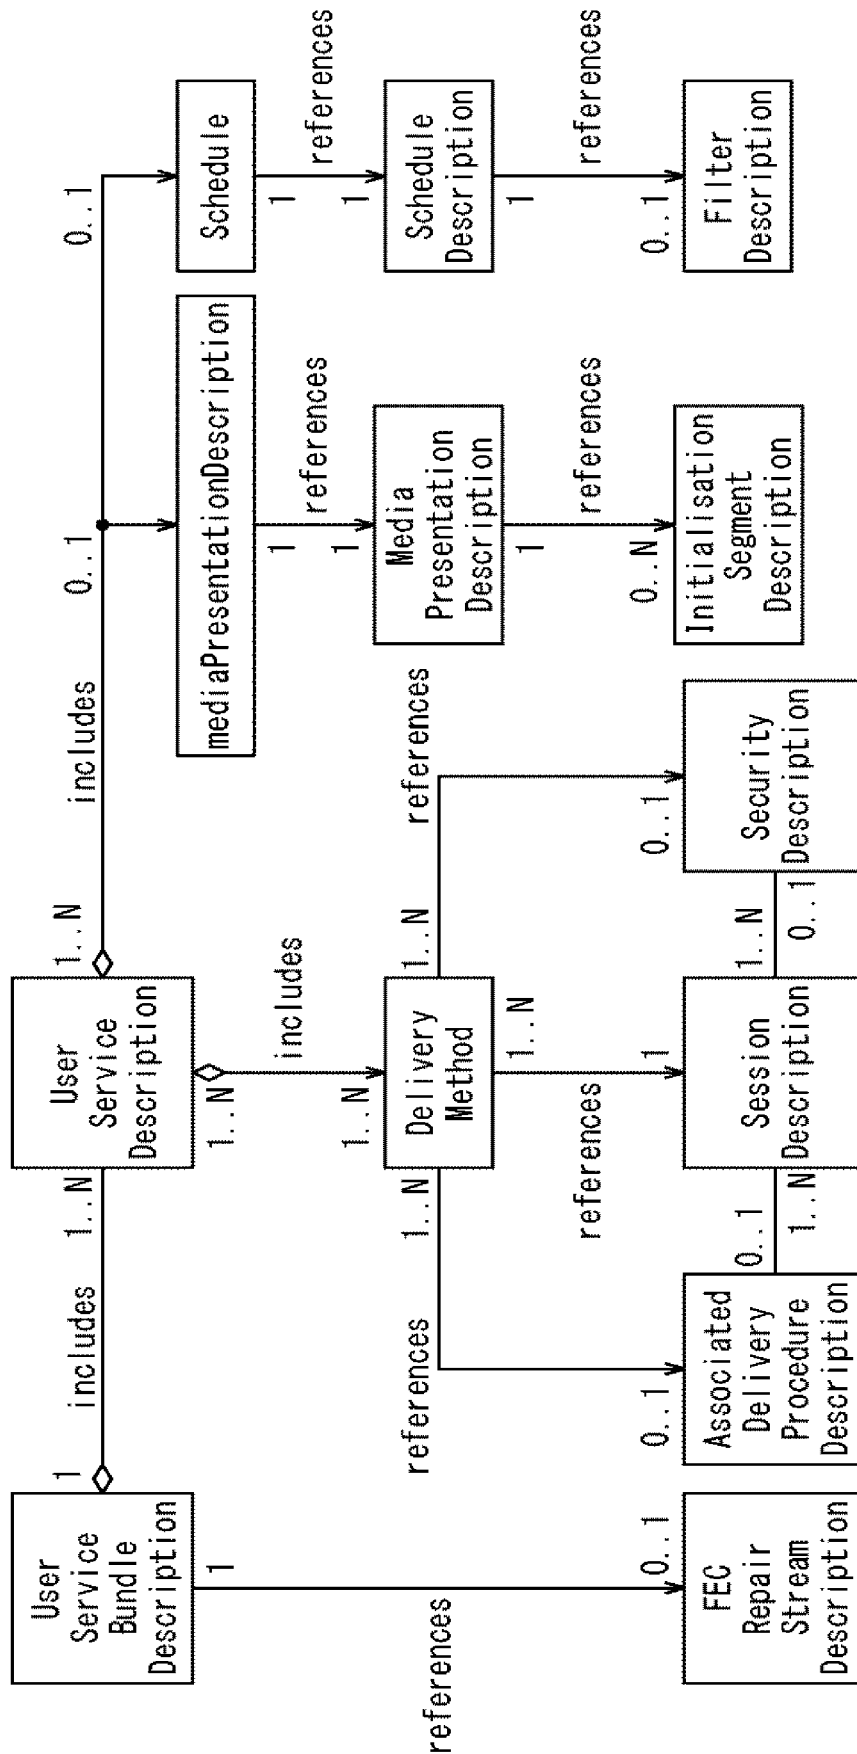 User
Service
Bundle
Description
1
includes
1..N
User
Service
Description
1..N
includes
0..1
0..1
1
references
0..1
FEC
Repair
Stream
Description
1..N
includes
1..N
Delivery
Method
1..N
references
0..1
Associated
Delivery
Procedure
Description
1..N
references
1
Session
Description
1..N
references
0..1
Security
Description
0..1
1..N
1..N
0..1
mediaPresentationDescription
1
references
1
Media
Presentation
Description
1
references
0..N
Initialisation
Segment
Description
Schedule
1
references
1
Schedule
Description
1
references
0..1
Filter
Description